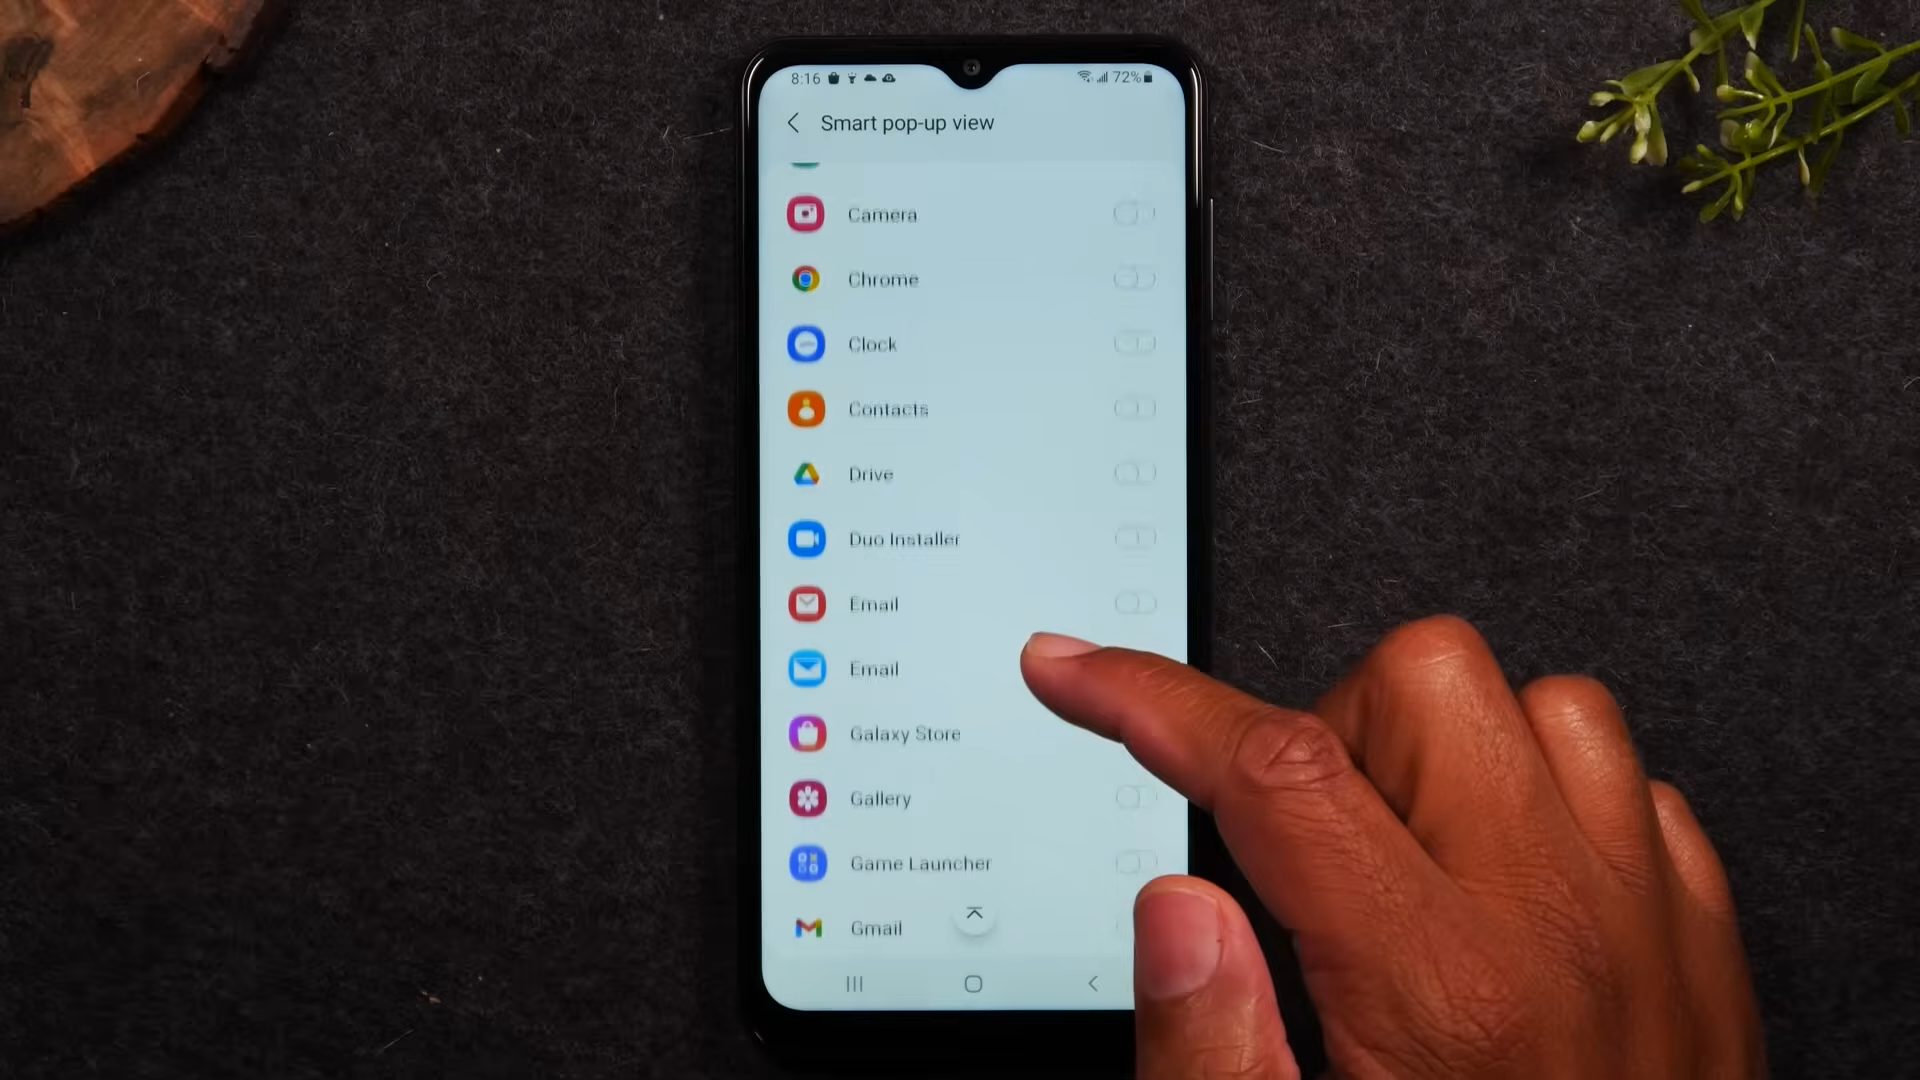 8:16
72%
Smart pop-up view
Camera
Chrome
Clock
Contacts
Drive
Duo Installer
Email
Email
Galaxy Store
Gallery
Game Launcher
Gmail